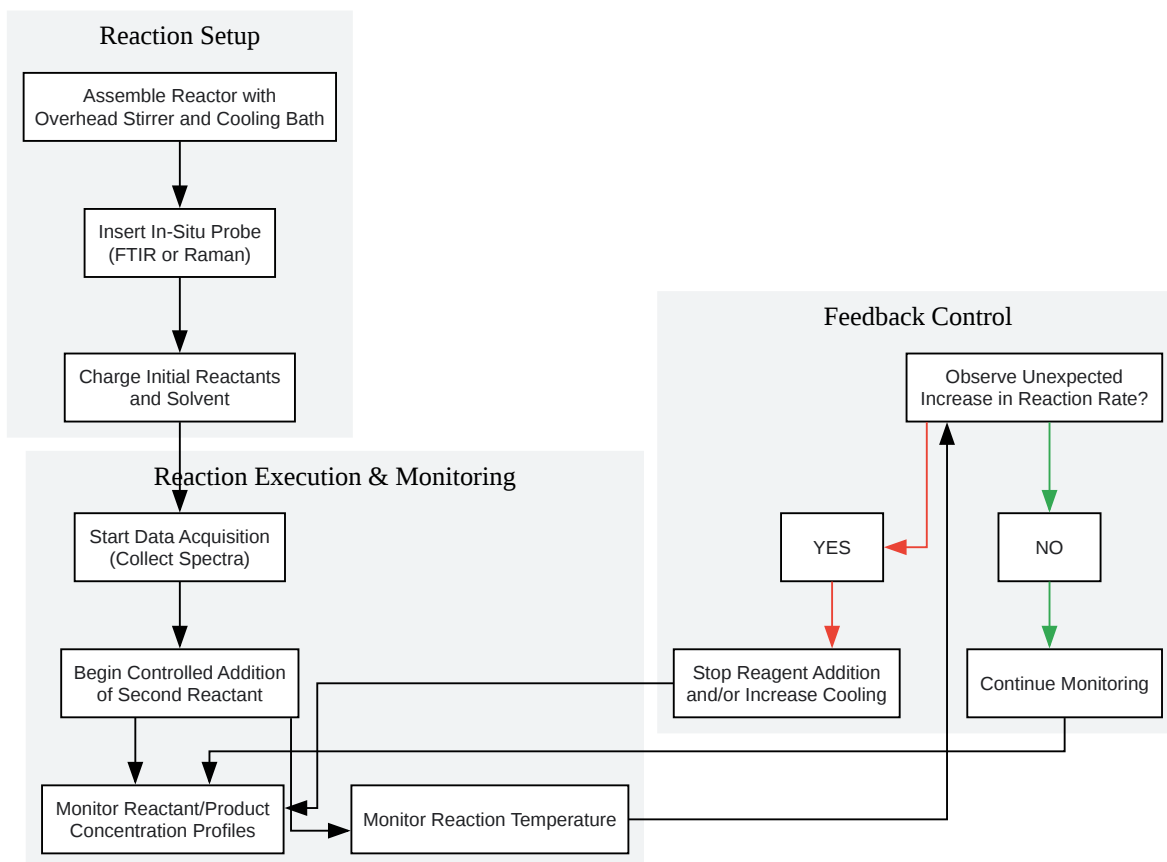 Reaction Setup
Assemble Reactor with
Overhead Stirrer and Cooling Bath
Insert In-Situ Probe
(FTIR or Raman)
Charge Initial Reactants
and Solvent
Reaction Execution & Monitoring
Start Data Acquisition
(Collect Spectra)
Begin Controlled Addition
of Second Reactant
Monitor Reactant/Product
Concentration Profiles
Monitor Reaction Temperature
Feedback Control
Observe Unexpected
Increase in Reaction Rate?
YES
NO
Stop Reagent Addition
and/or Increase Cooling
Continue Monitoring